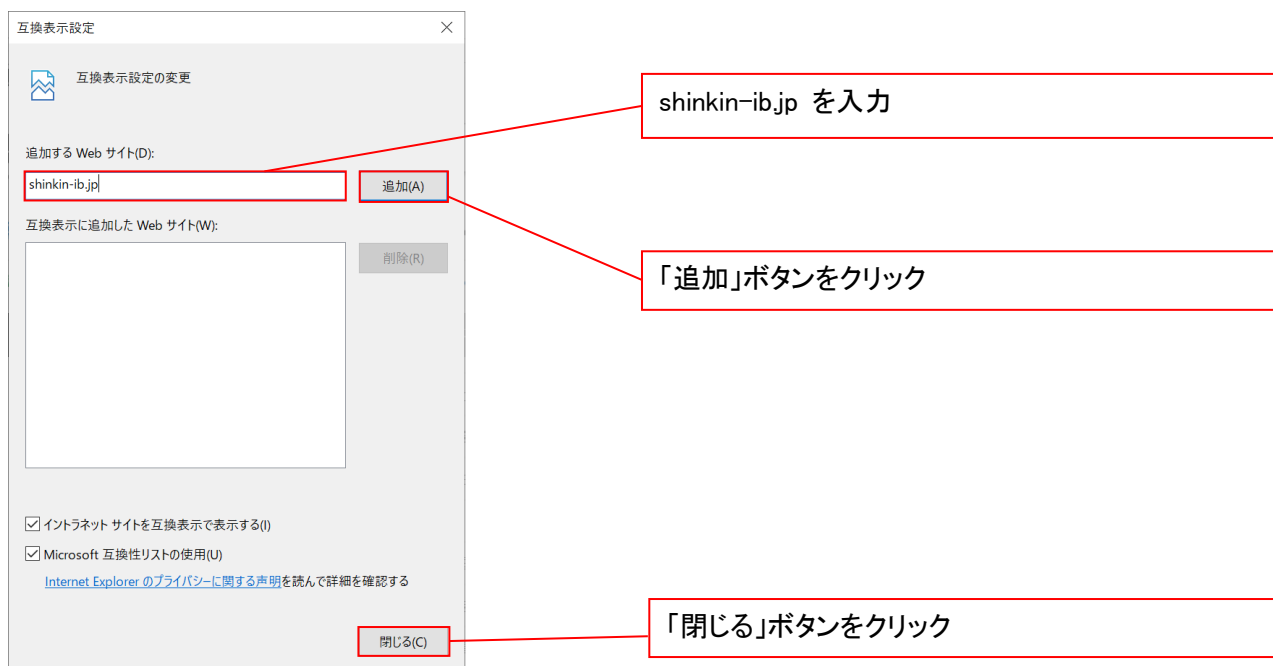 互換表示設定
互換表示設定の変更
追加する Web サイト(D):
shinkin-ib.jp
追加(A)
互換表示に追加した Web サイト(W):
削除(R)
イントラネット サイトを互換表示で表示する(I)
Microsoft 互換性リストの使用(U)
Internet Explorer のプライバシーに関する声明を読んで詳細を確認する
閉じる(C)
shinkin-ib.jp を入力
「追加」ボタンをクリック
「閉じる」ボタンをクリック